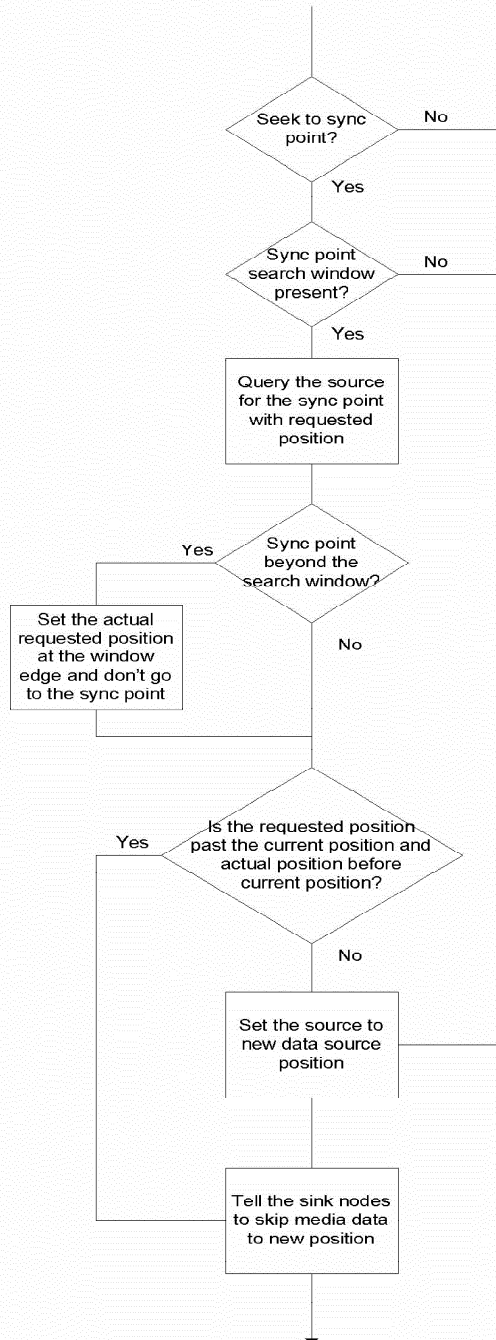 Seek to sync
point?
No
Yes
Sync point
search window
present?
No
Yes
Query the source
for the sync point
with requested
position
Yes
Sync point
beyond the
search window?
Set the actual
requested position
at the window
edge and don't go
to the sync point
No
Yes
Is the requested position
past the current position and
actual position before
current position?
No
Set the source to
new data source
position
Tell the sink nodes
to skip media data
to new position